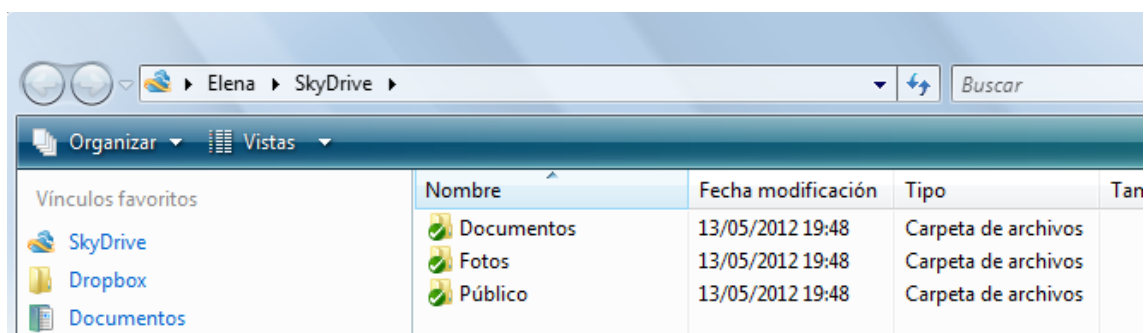 Elena SkyDrive Buscar
Organizar Vistas
Vínculos favoritos
SkyDrive
Dropbox
Documentos
Nombre Fecha modificación Tipo Tam
Documentos 13/05/2012 19:48 Carpeta de archivos
Fotos 13/05/2012 19:48 Carpeta de archivos
Público 13/05/2012 19:48 Carpeta de archivos